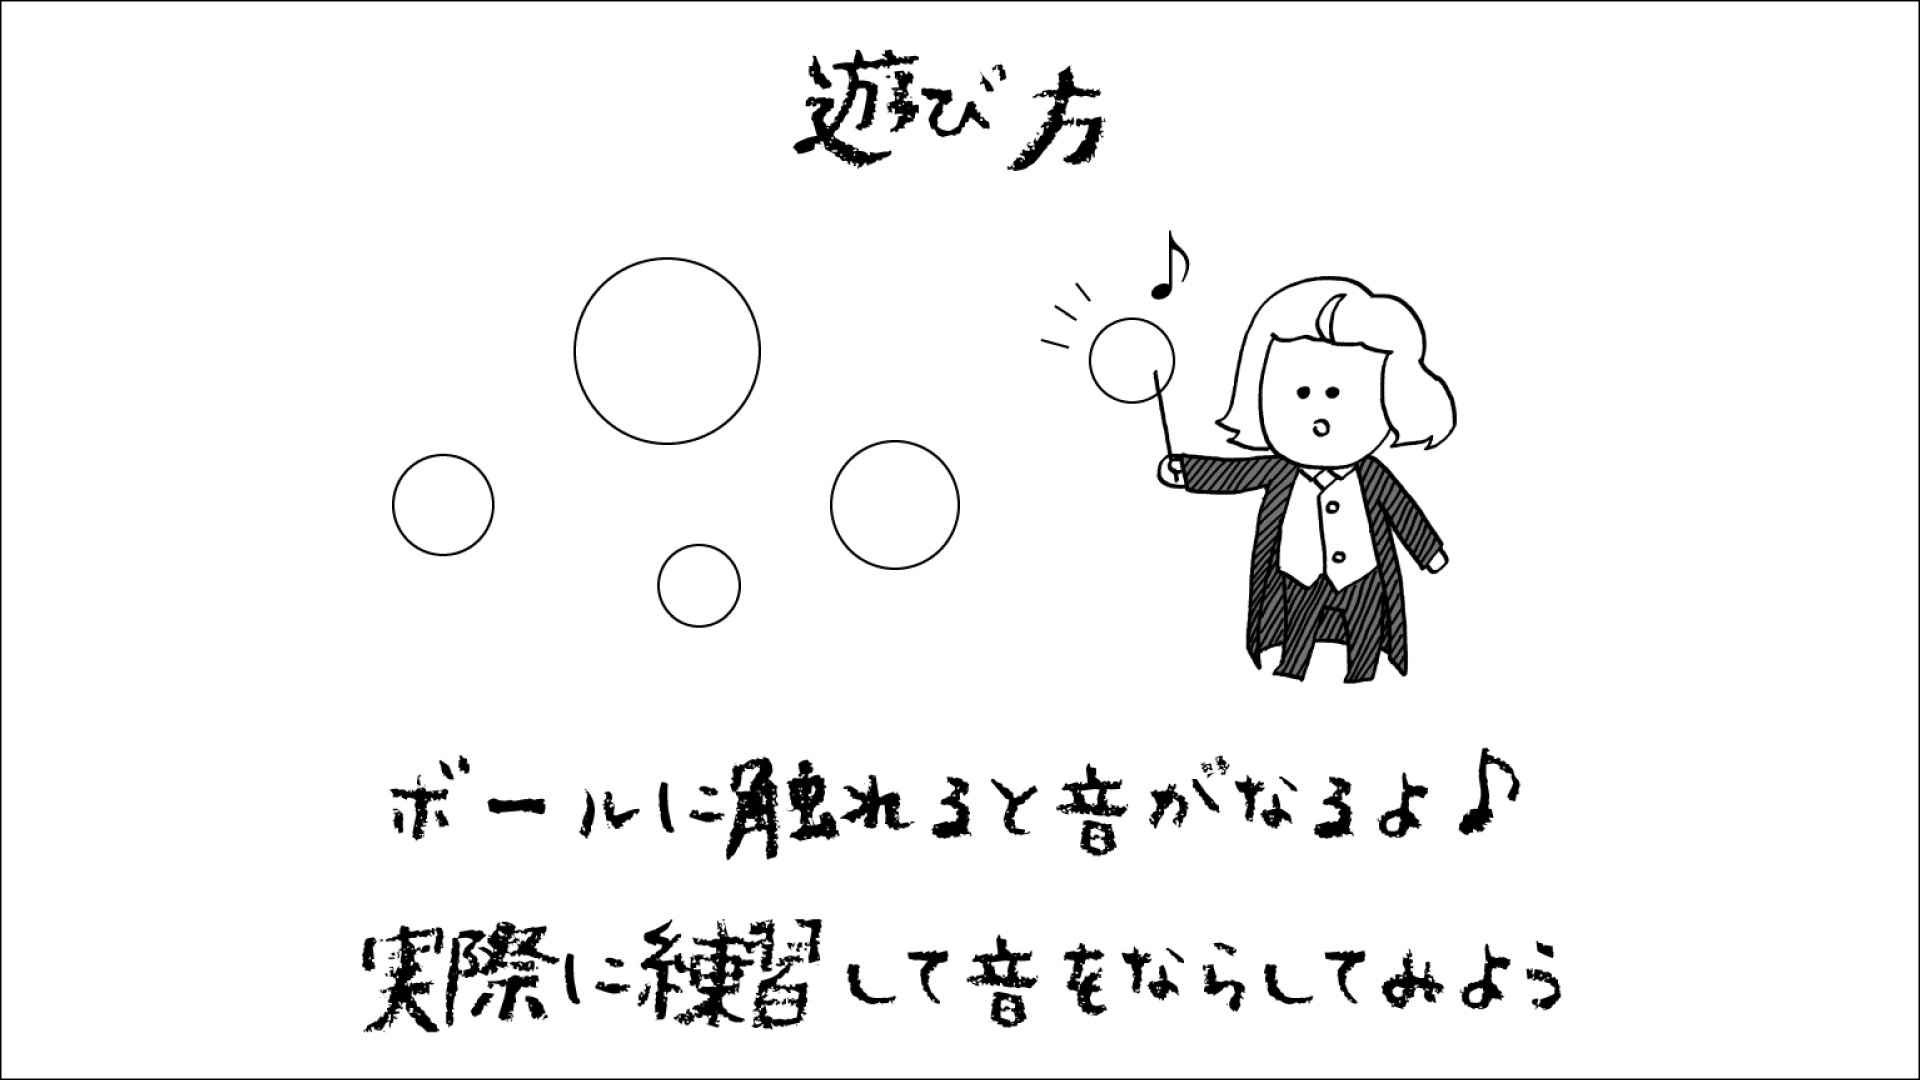 遊び方
ボールに触れると音がなるよ♪
実際に練習して音をならしてみよう